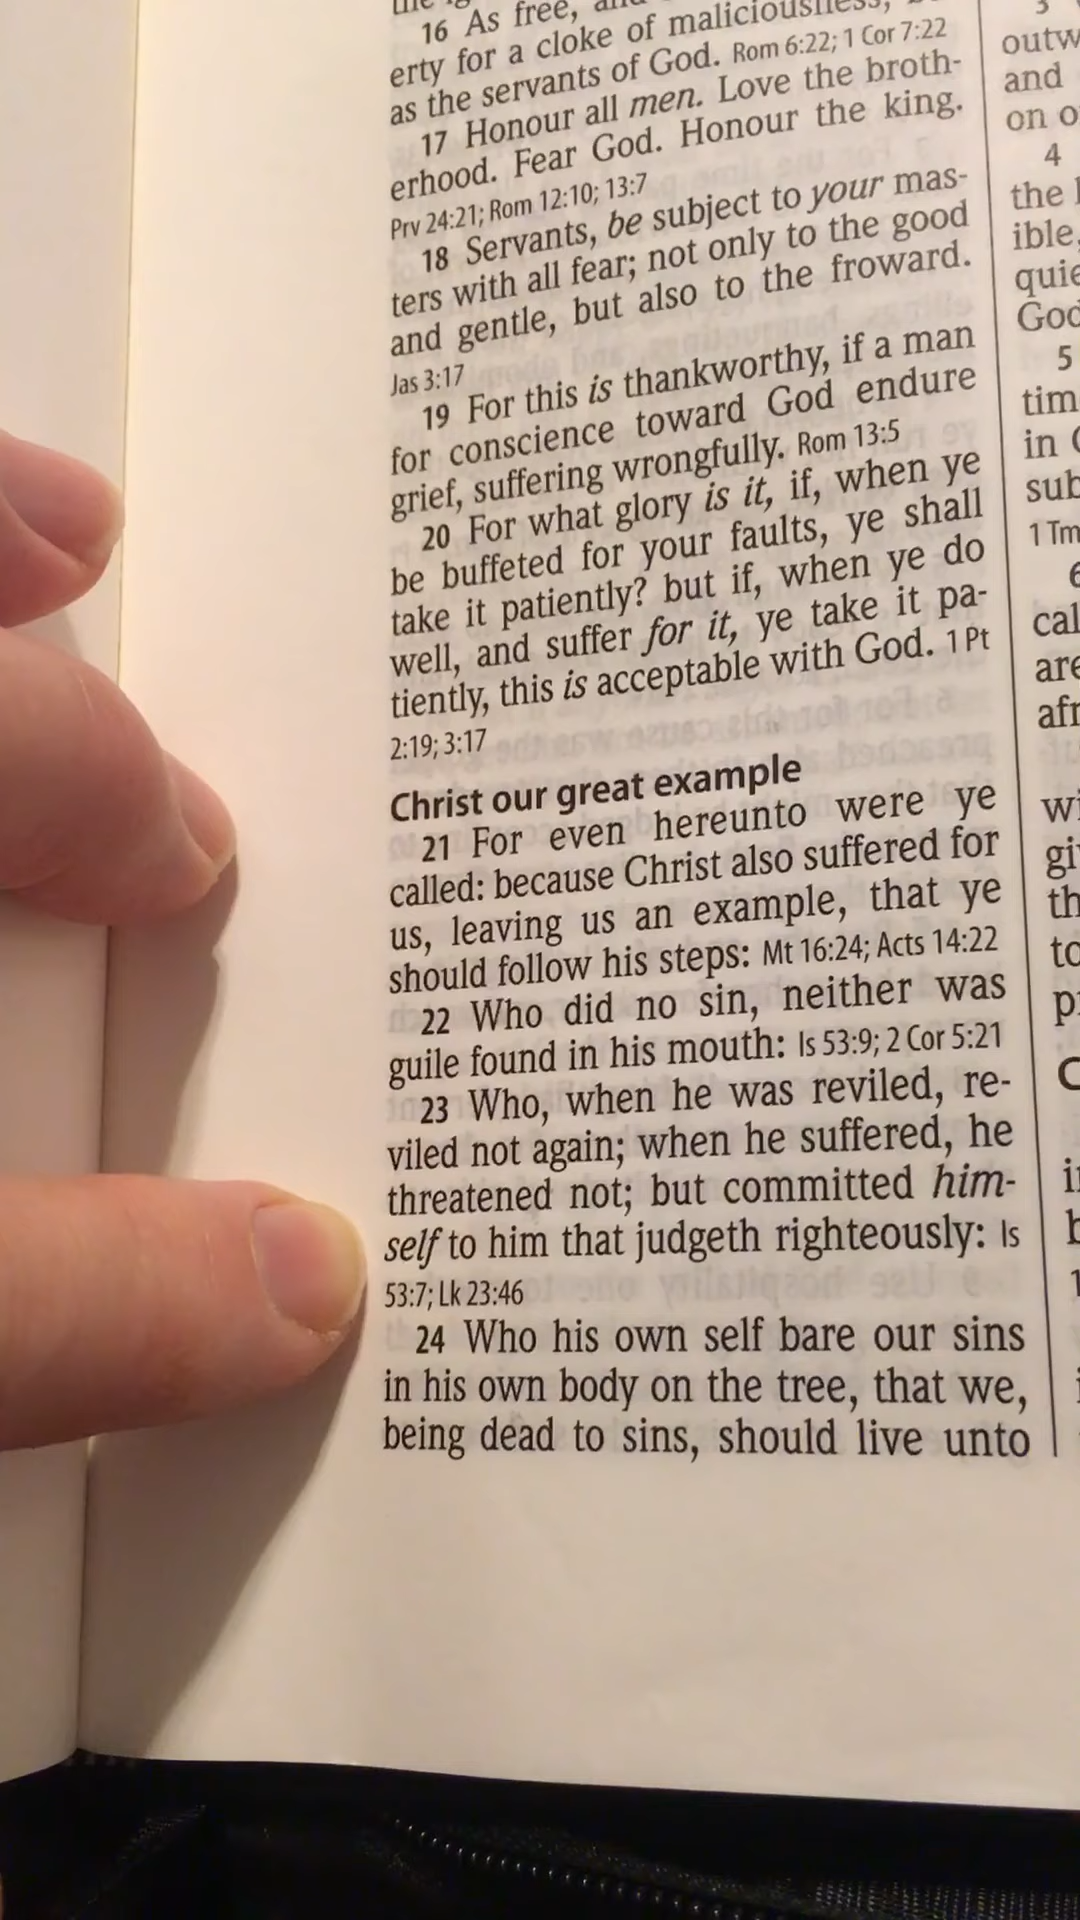 16 As free,
erty for a cloke of maliciousness,
as the servants of God. Rom 6:22; 1 Cor 7:22
17 Honour all men. Love the broth-
erhood. Fear God. Honour the king.
Prv 24:21; Rom 12:10; 13:7
18 Servants, be subject to your mas-
ters with all fear; not only to the good
and gentle, but also to the froward.
Jas 3:17
19 For this is thankworthy, if a man
for conscience toward God endure
grief, suffering wrongfully. Rom 13:5
20 For what glory is it, if, when ye
be buffeted for your faults, ye shall
take it patiently? but if, when ye do
well, and suffer for it, ye take it pa-
tiently, this is acceptable with God. 1 Pt
2:19; 3:17
Christ our great example
21 For even hereunto were ye
called: because Christ also suffered for
us, leaving us an example, that ye
should follow his steps: Mt 16:24; Acts 14:22
22 Who did no sin, neither was
guile found in his mouth: Is 53:9; 2 Cor 5:21
23 Who, when he was reviled, re-
viled not again; when he suffered, he
threatened not; but committed him-
self to him that judgeth righteously: Is
53:7; Lk 23:46
24 Who his own self bare our sins
in his own body on the tree, that we,
being dead to sins, should live unto
3
outw
and
on o
4
the
ible,
quie
God
5
tim
in
sub
1 Tm
6
cal
are
afr
wi
gi
th
to